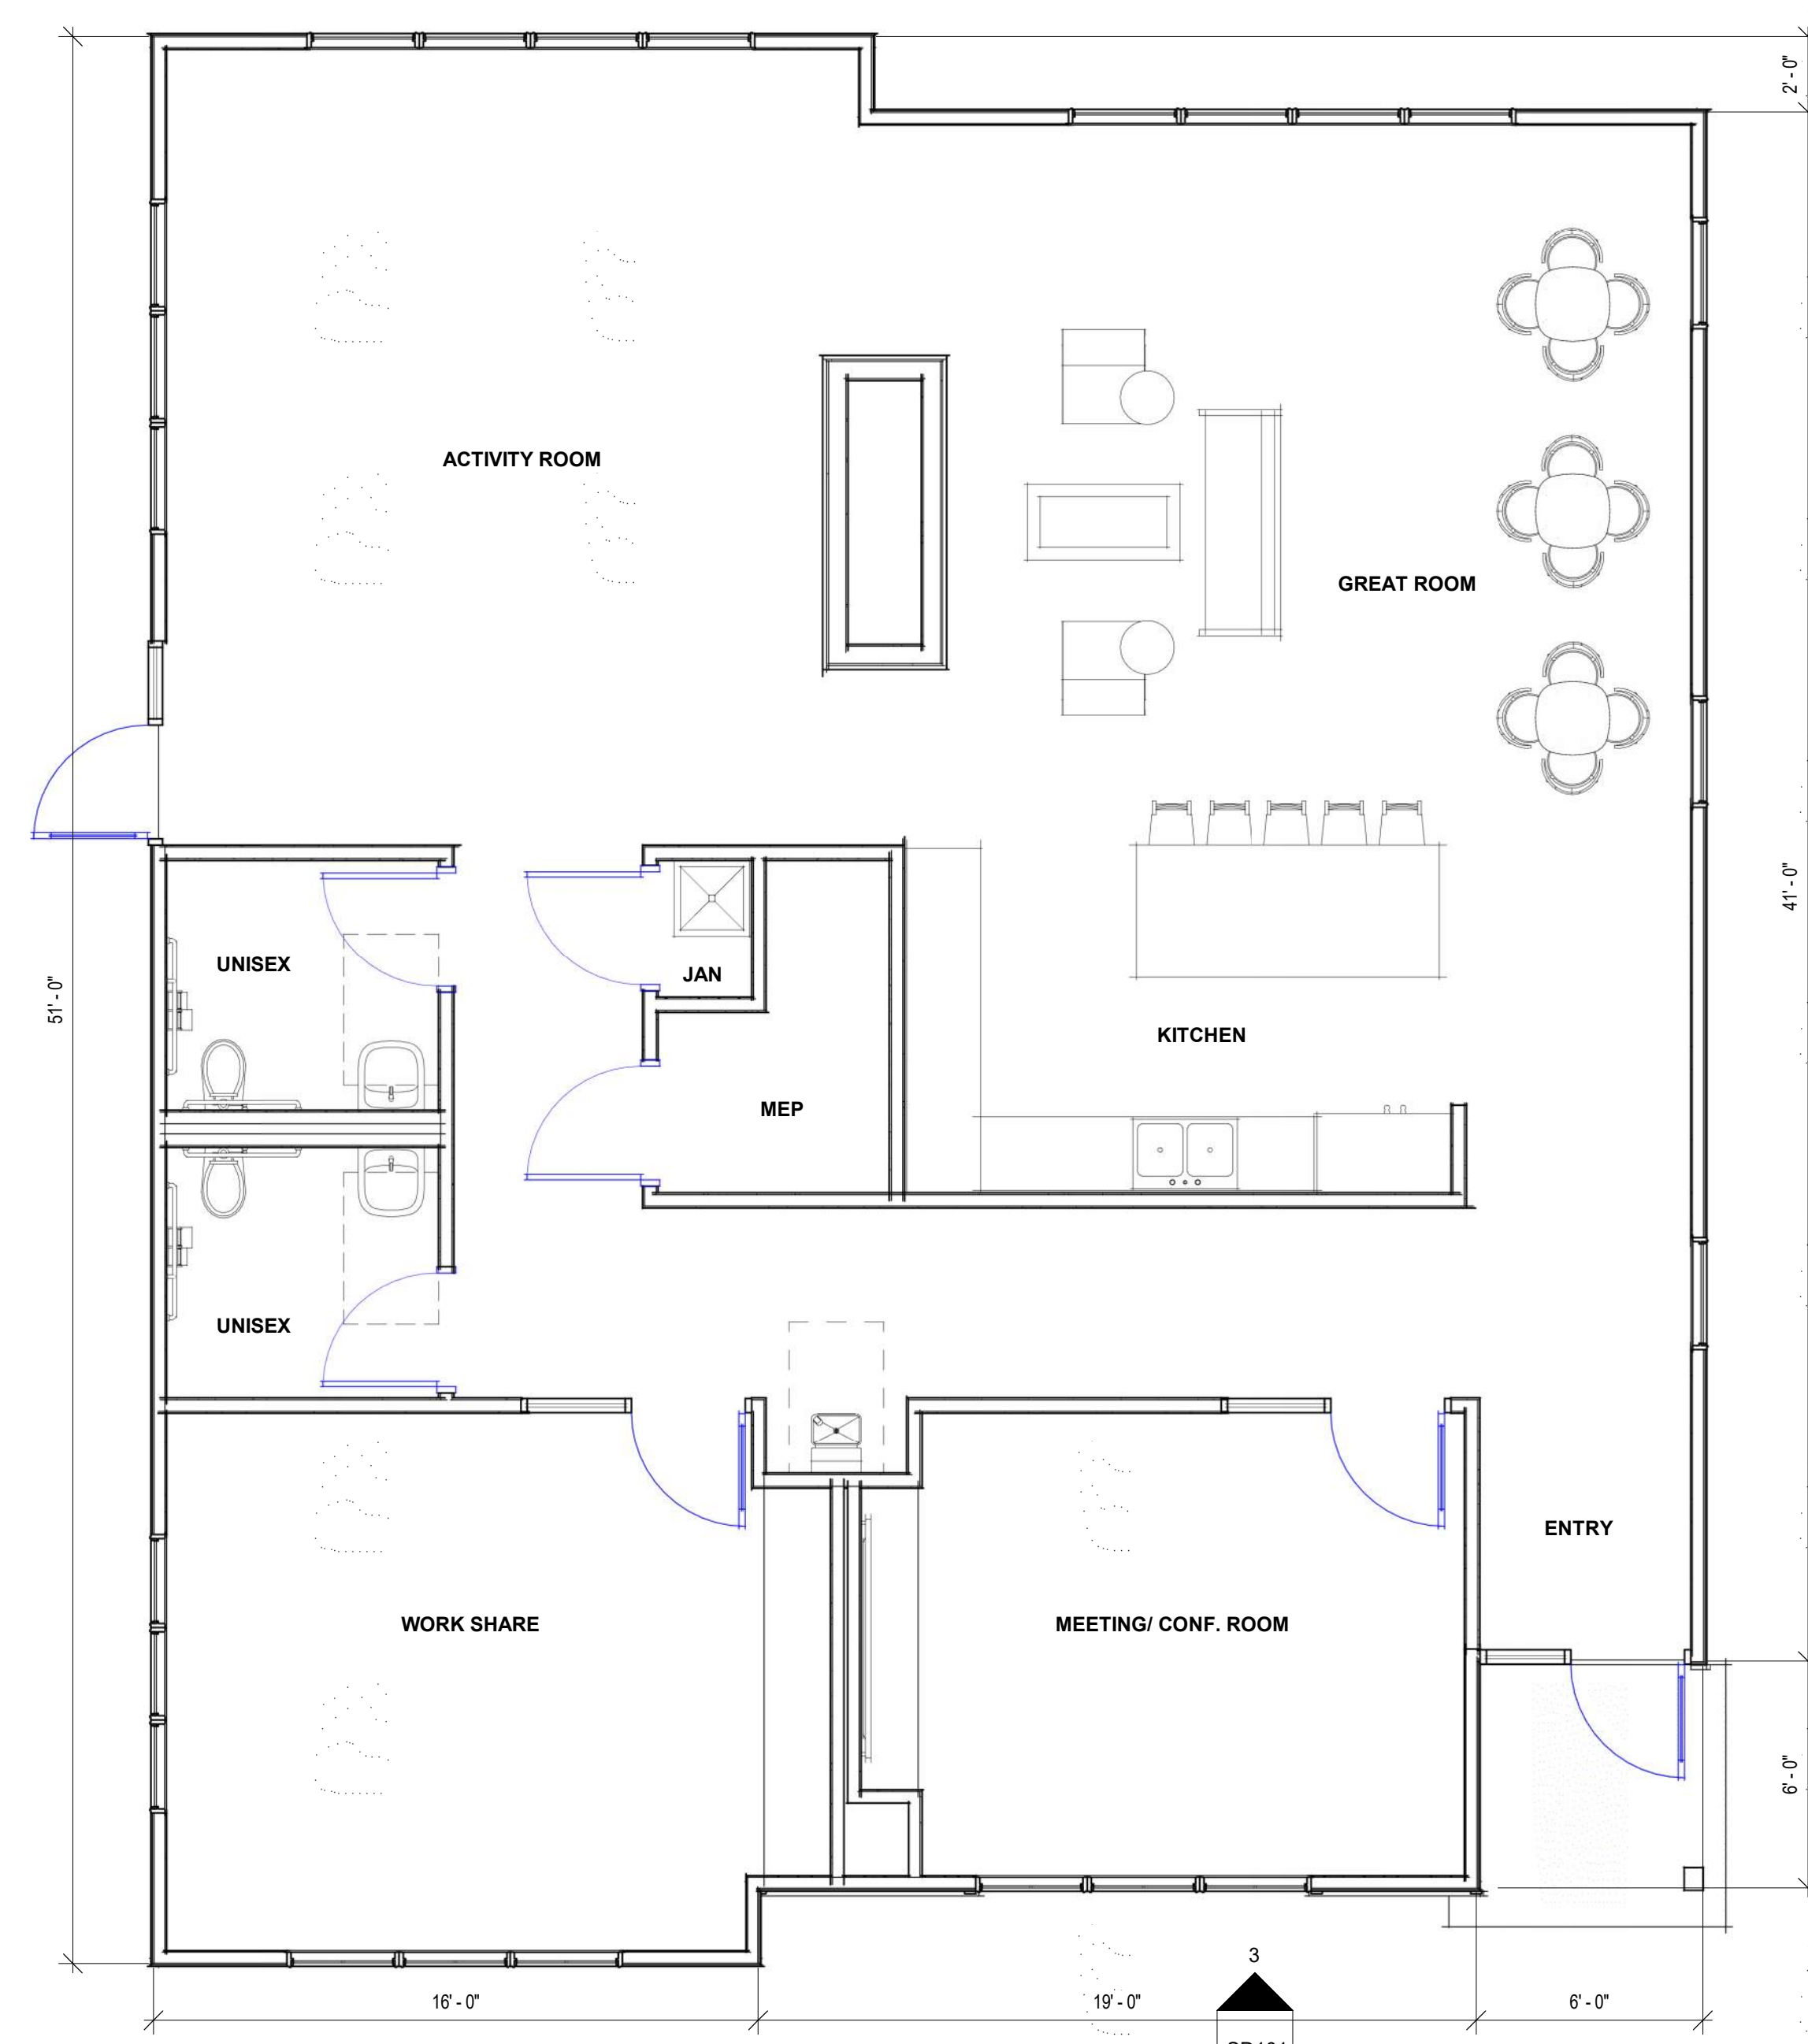 2' - 0"
ACTIVITY ROOM
GREAT ROOM
41' - 0"
UNISEX
JAN
51' - 0"
KITCHEN
MEP
UNISEX
ENTRY
WORK SHARE
MEETING/ CONF. ROOM
6' - 0"
3
16' - 0"
19' - 0"
6' - 0"